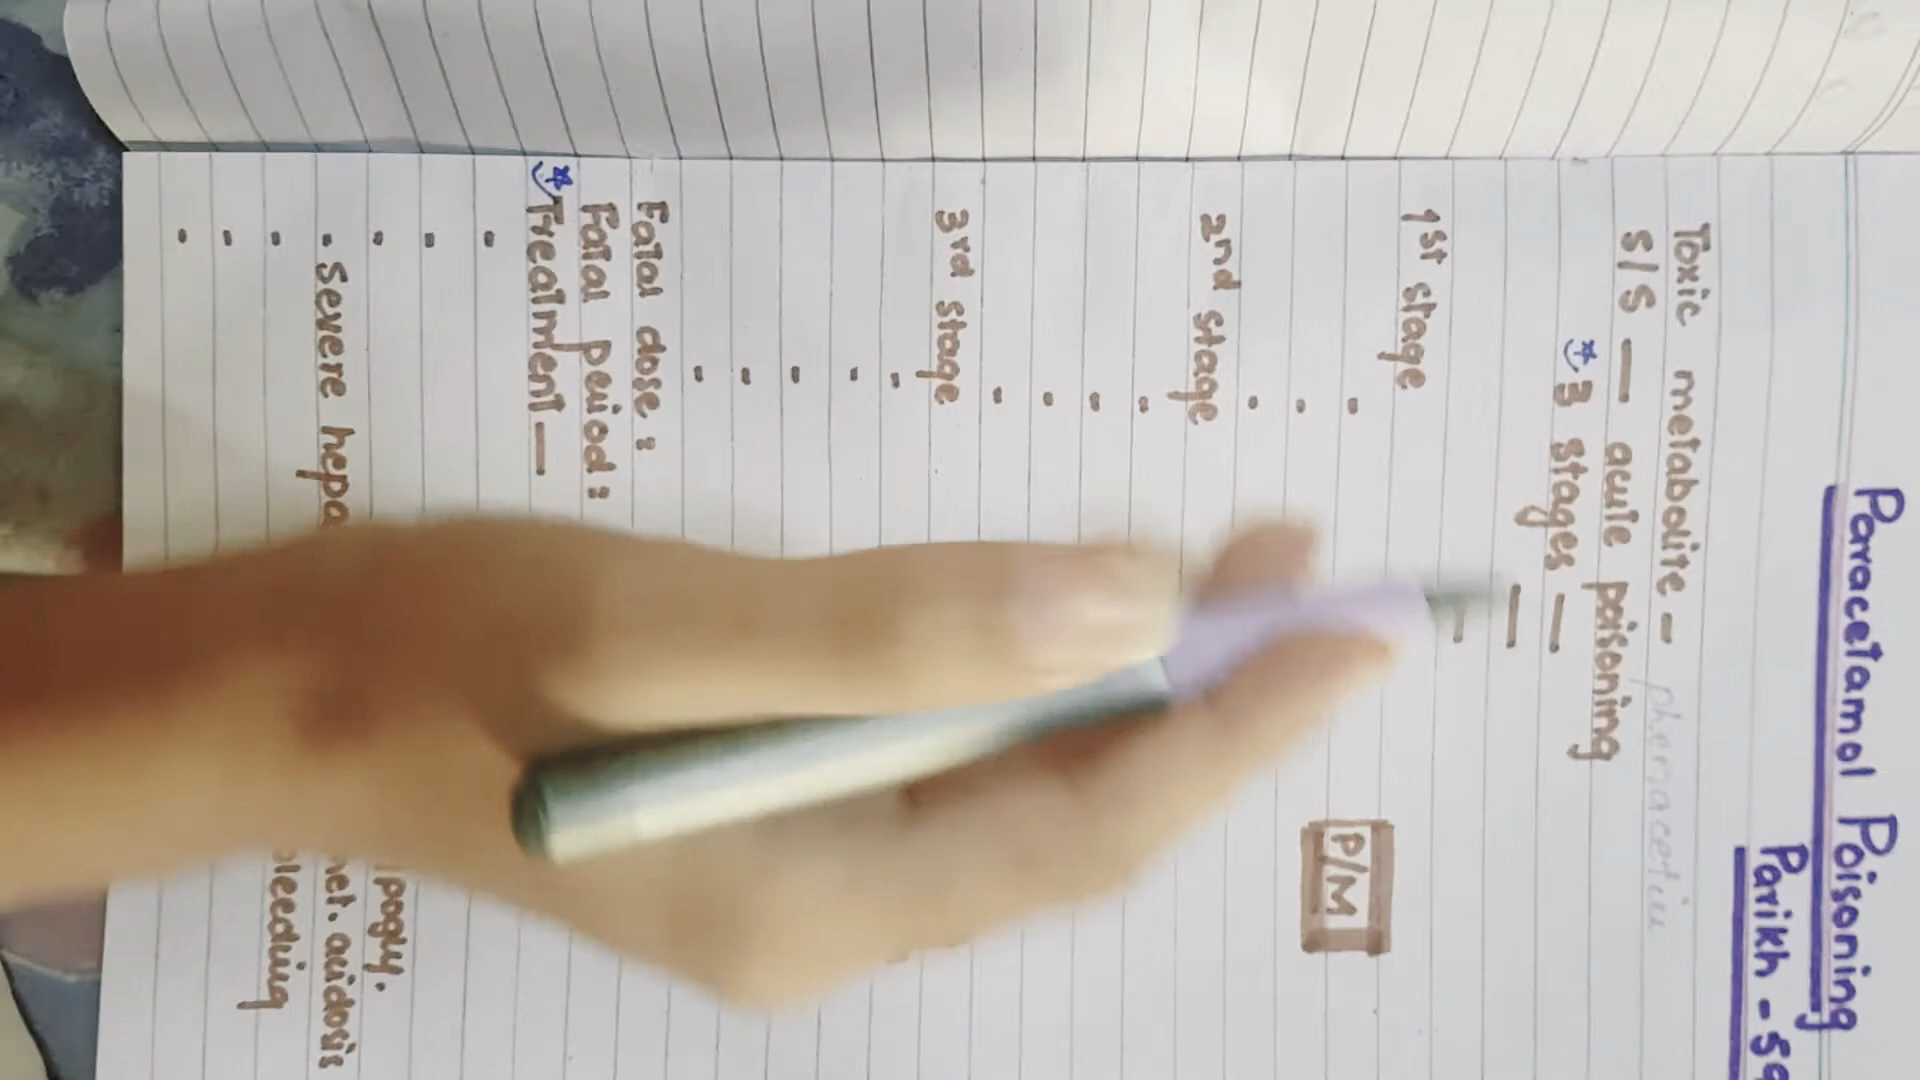 Paracetamol Poisoning
Parikh - 59
Toxic metabolite - phenacetin
S/S — acute poisoning
3 stages —
1st stage
P/M
2nd stage
3rd stage
Fatal dose :
Fatal period :
Treatment —
pogly.
• Severe hepa
met. acidosis
bleeding